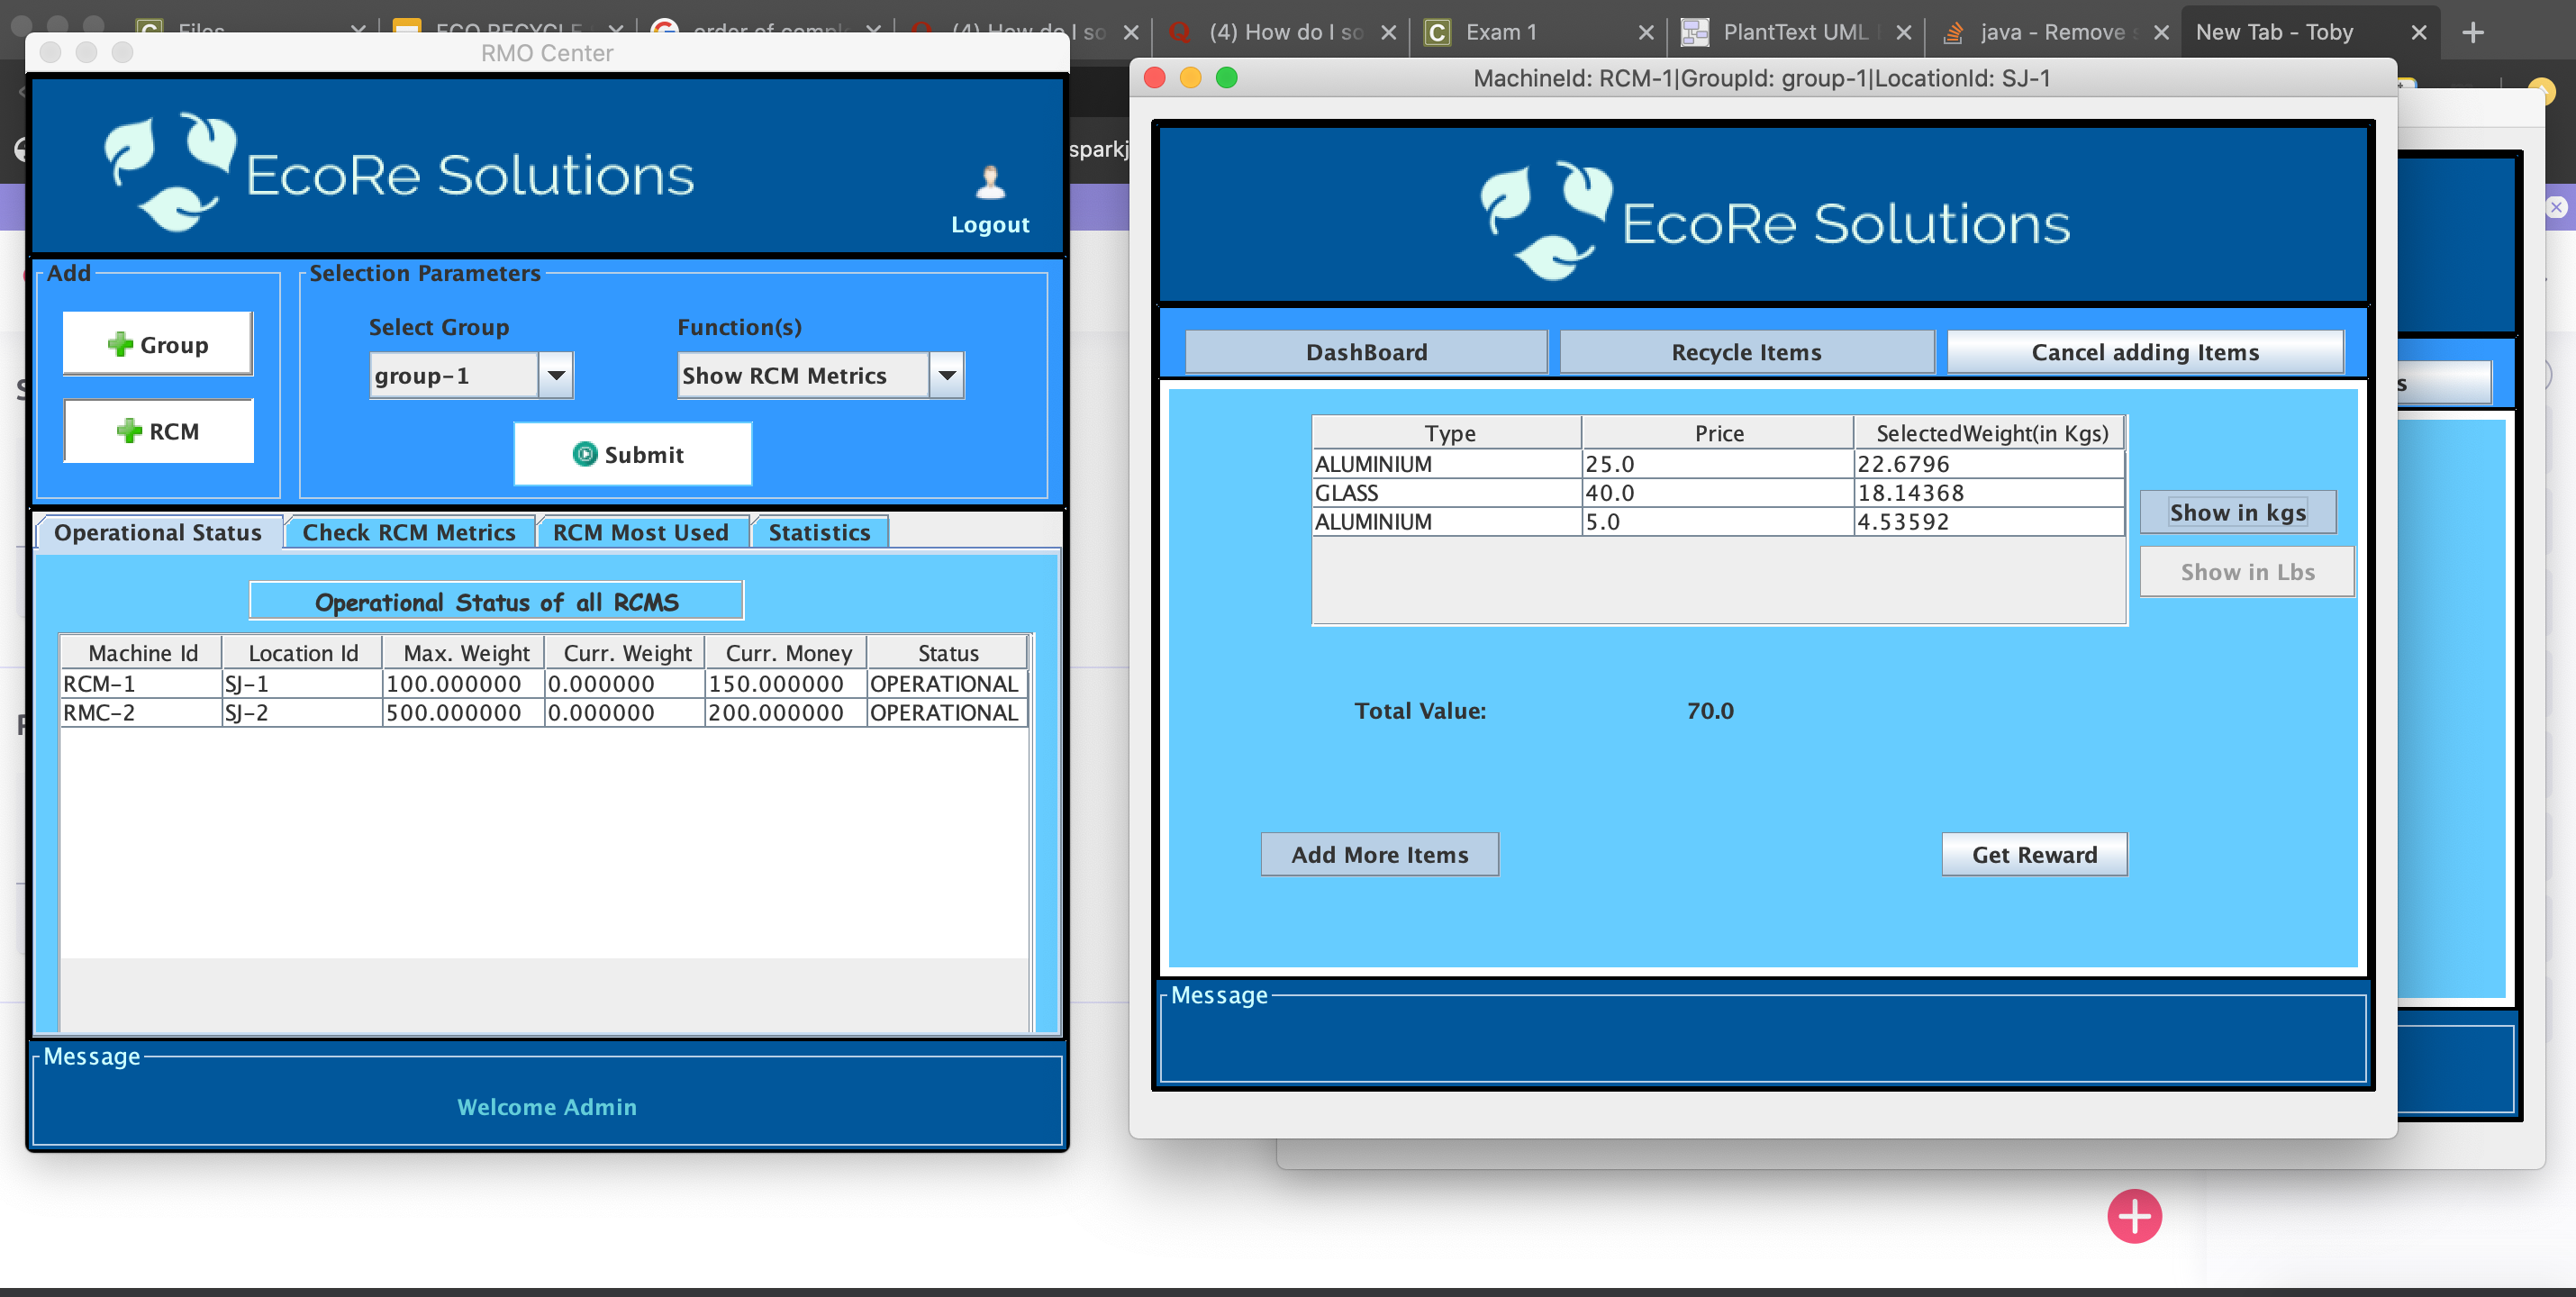 Files
ECO RECYCLE
order of compl
(4) How do I so
(4) How do I so
Exam 1
PlantText UML
java - Remove s
New Tab - Toby
RMO Center
EcoRe Solutions
Logout
Add
Group
RCM
Selection Parameters
Select Group
Function(s)
group-1
Show RCM Metrics
Submit
Operational Status
Check RCM Metrics
RCM Most Used
Statistics
Operational Status of all RCMS
Machine Id Location Id Max. Weight Curr. Weight Curr. Money Status
RCM-1 SJ-1 100.000000 0.000000 150.000000 OPERATIONAL
RMC-2 SJ-2 500.000000 0.000000 200.000000 OPERATIONAL
Message
Welcome Admin
sparkj
MachineId: RCM-1|GroupId: group-1|LocationId: SJ-1
EcoRe Solutions
DashBoard
Recycle Items
Cancel adding Items
Type Price SelectedWeight(in Kgs)
ALUMINIUM 25.0 22.6796
GLASS 40.0 18.14368
ALUMINIUM 5.0 4.53592
Show in kgs
Show in Lbs
Total Value: 70.0
Add More Items
Get Reward
Message
s